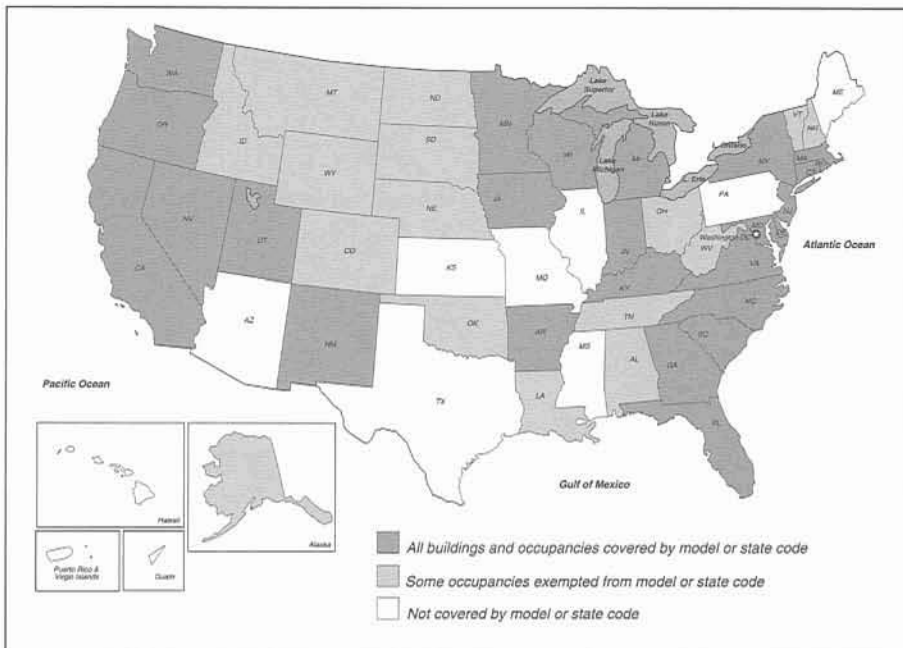 WA
OR
CA
NV
ID
MT
WY
UT
AZ
CO
NM
ND
SD
NE
KS
OK
TX
MN
IA
MO
AR
LA
WI
IL
MS
Lake
Superior
Lake
Michigan
Lake
Huron
MI
IN
OH
KY
TN
AL
GA
FL
SC
NC
VA
WV
Washington DC
PA
NY
L. Ontario
L. Erie
VT
NH
ME
MA
RI
CT
NJ
Atlantic Ocean
Pacific Ocean
Gulf of Mexico
Hawaii
Alaska
Puerto Rico &
Virgin Islands
Guam
All buildings and occupancies covered by model or state code
Some occupancies exempted from model or state code
Not covered by model or state code